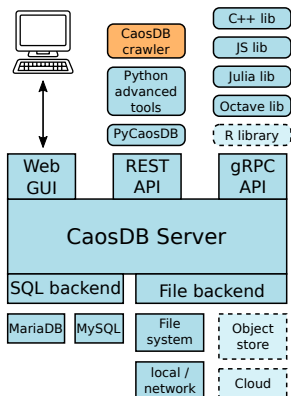 CaosDB
crawler
Python
advanced
tools
PyCaosDB
C++ lib
JS lib
Julia lib
Octave lib
R library
Web
GUI
REST
API
gRPC
API
CaosDB Server
SQL backend
File backend
MariaDB
MySQL
File
system
Object
store
local /
network
Cloud